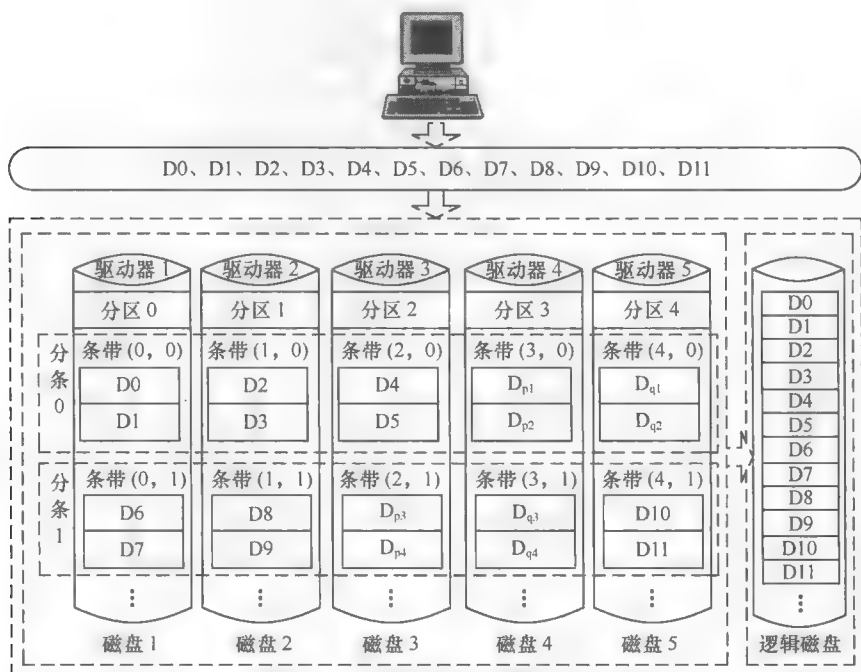 D0、D1、D2、D3、D4、D5、D6、D7、D8、D9、D10、D11
驱动器1 驱动器2 驱动器3 驱动器4 驱动器5
分区0 分区1 分区2 分区3 分区4
分条0
条带(0，0) 条带(1，0) 条带(2，0) 条带(3，0) 条带(4，0)
D0 D2 D4 Dp1 Dq1
D1 D3 D5 Dp2 Dq2
分条1
条带(0，1) 条带(1，1) 条带(2，1) 条带(3，1) 条带(4，1)
D6 D8 Dp3 Dq3 D10
D7 D9 Dp4 Dq4 D11
磁盘1 磁盘2 磁盘3 磁盘4 磁盘5
D0
D1
D2
D3
D4
D5
D6
D7
D8
D9
D10
D11
逻辑磁盘